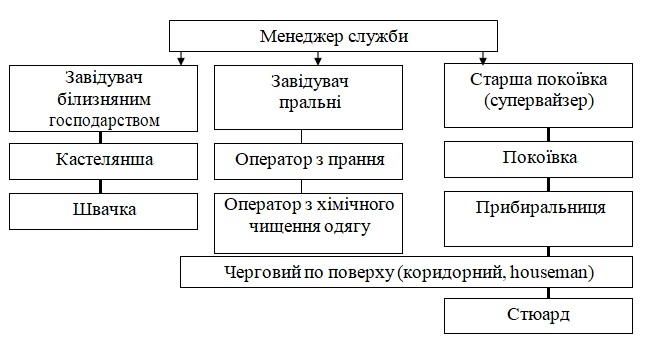 Менеджер служби
Завідувач
білизняним
господарством
Завідувач
пральні
Старша покоївка
(супервайзер)
Кастелянша
Оператор з прання
Покоївка
Швачка
Оператор з хімічного
чищення одягу
Прибиральниця
Черговий по поверху (коридорний, houseman)
Стюард